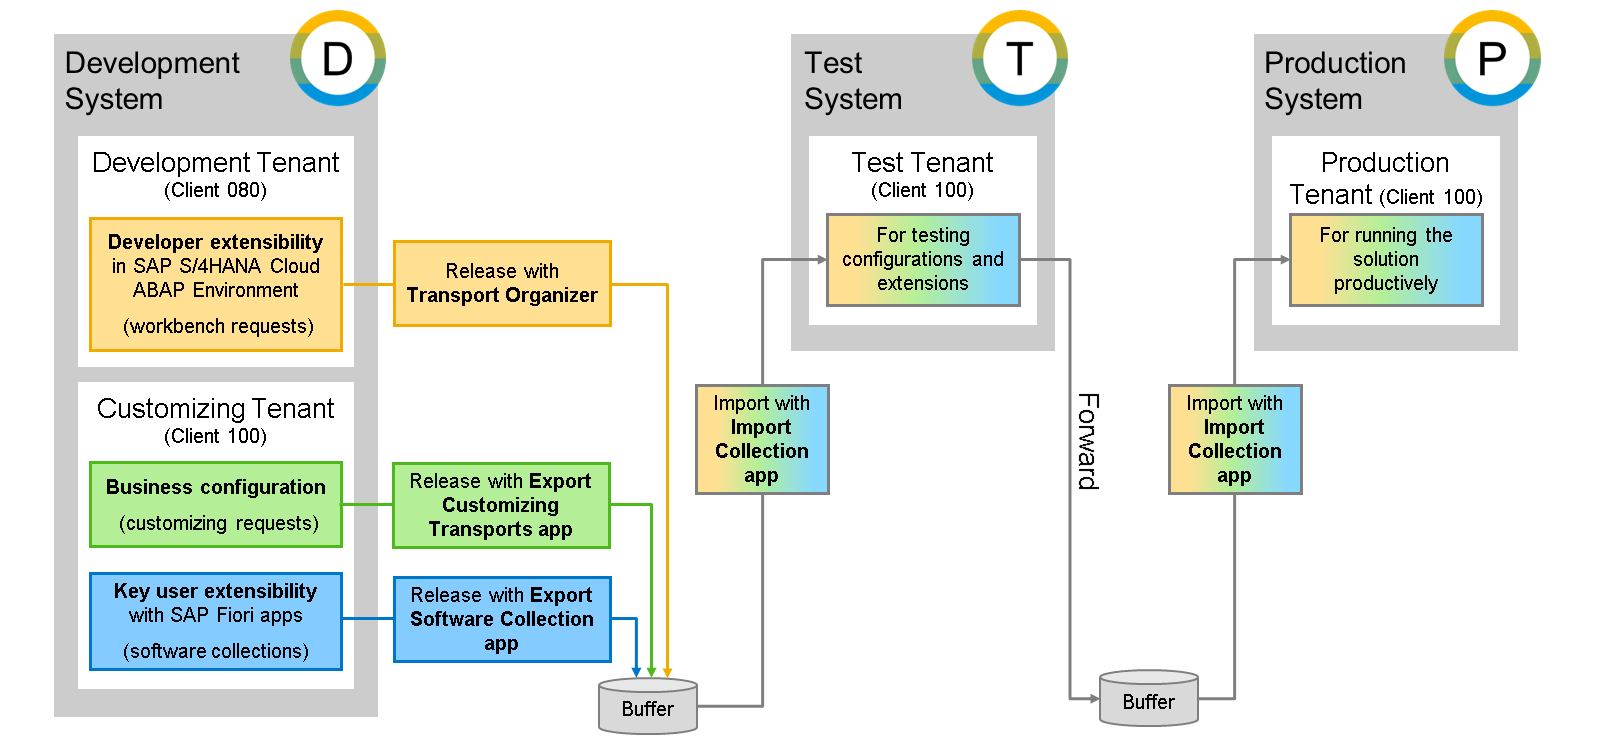 Development
System
D
Development Tenant
(Client 080)
Developer extensibility
in SAP S/4HANA Cloud
ABAP Environment
(workbench requests)
Release with
Transport Organizer
Customizing Tenant
(Client 100)
Business configuration
(customizing requests)
Release with Export
Customizing
Transports app
Key user extensibility
with SAP Fiori apps
(software collections)
Release with Export
Software Collection
app
Buffer
Import with
Import
Collection
app
Test
System
T
Test Tenant
(Client 100)
For testing
configurations and
extensions
Forward
Buffer
Import with
Import
Collection
app
Production
System
P
Production
Tenant (Client 100)
For running the
solution
productively